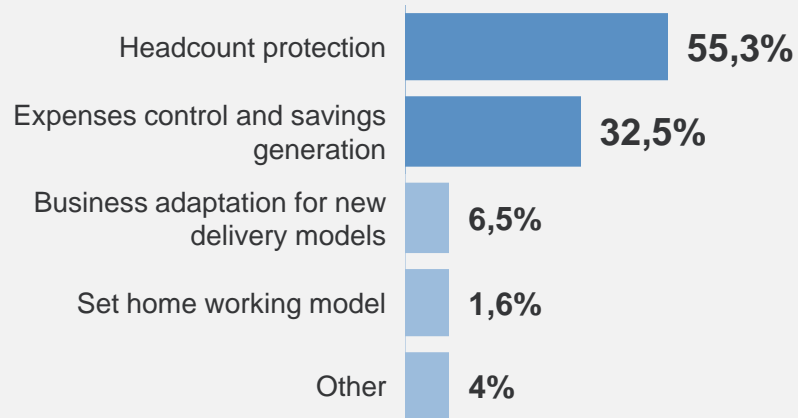 Headcount protection 55,3%
Expenses control and savings
generation 32,5%
Business adaptation for new
delivery models 6,5%
Set home working model 1,6%
Other 4%